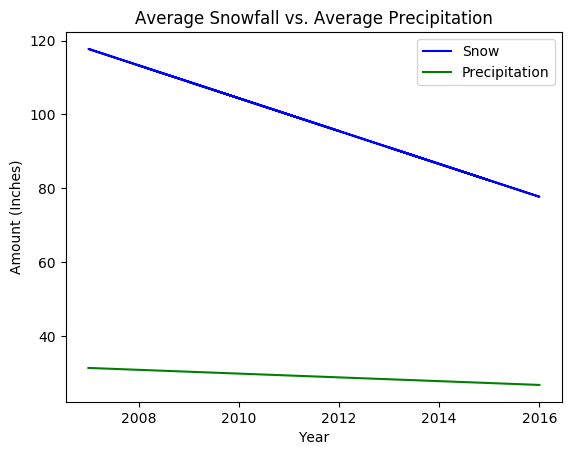 Average Snowfall vs. Average Precipitation
Snow
Precipitation
120
100
80
60
40
Amount (Inches)
2008 2010 2012 2014 2016
Year